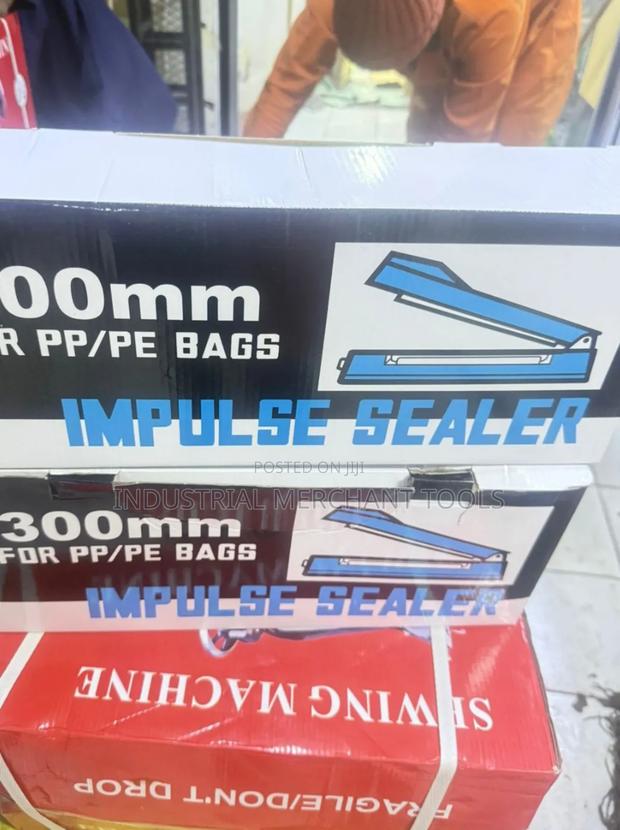 00mm
R PP/PE BAGS
IMPULSE SEALER
POSTED ON JIJI
INDUSTRIAL MERCHANT TOOLS
300mm
FOR PP/PE BAGS
IMPULSE SEALER
SEWING MACHINE
FRAGILE/DON'T DROP